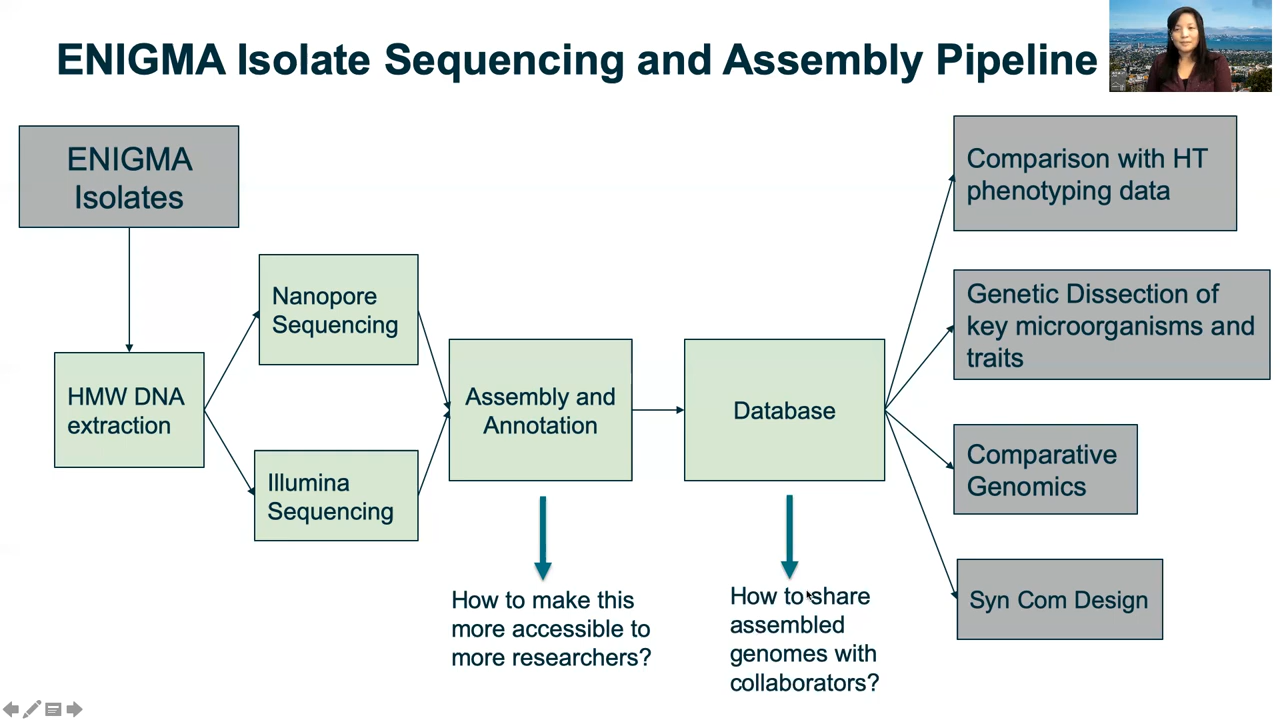 ENIGMA Isolate Sequencing and Assembly Pipeline
ENIGMA
Isolates
HMW DNA
extraction
Nanopore
Sequencing
Illumina
Sequencing
Assembly and
Annotation
How to make this
more accessible to
more researchers?
Database
How to share
assembled
genomes with
collaborators?
Comparison with HT
phenotyping data
Genetic Dissection of
key microorganisms and
traits
Comparative
Genomics
Syn Com Design